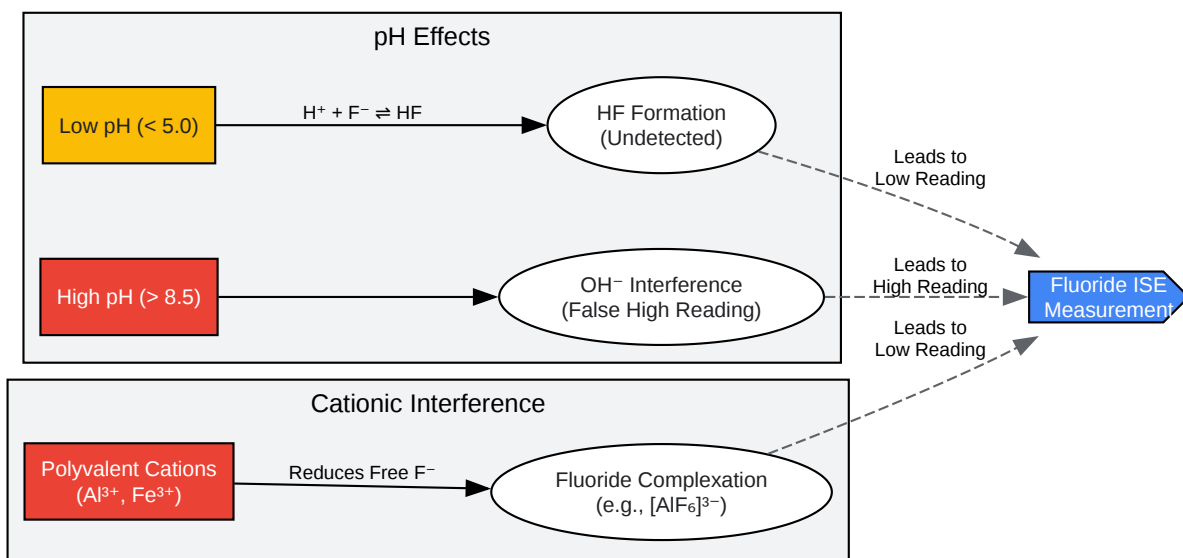 pH Effects
Low pH (< 5.0)
H⁺ + F⁻ ⇌ HF
HF Formation
(Undetected)
Leads to
Low Reading
High pH (> 8.5)
OH⁻ Interference
(False High Reading)
Leads to
High Reading
Fluoride ISE
Measurement
Leads to
Low Reading
Cationic Interference
Polyvalent Cations
(Al³⁺, Fe³⁺)
Reduces Free F⁻
Fluoride Complexation
(e.g., [AlF₆]³⁻)